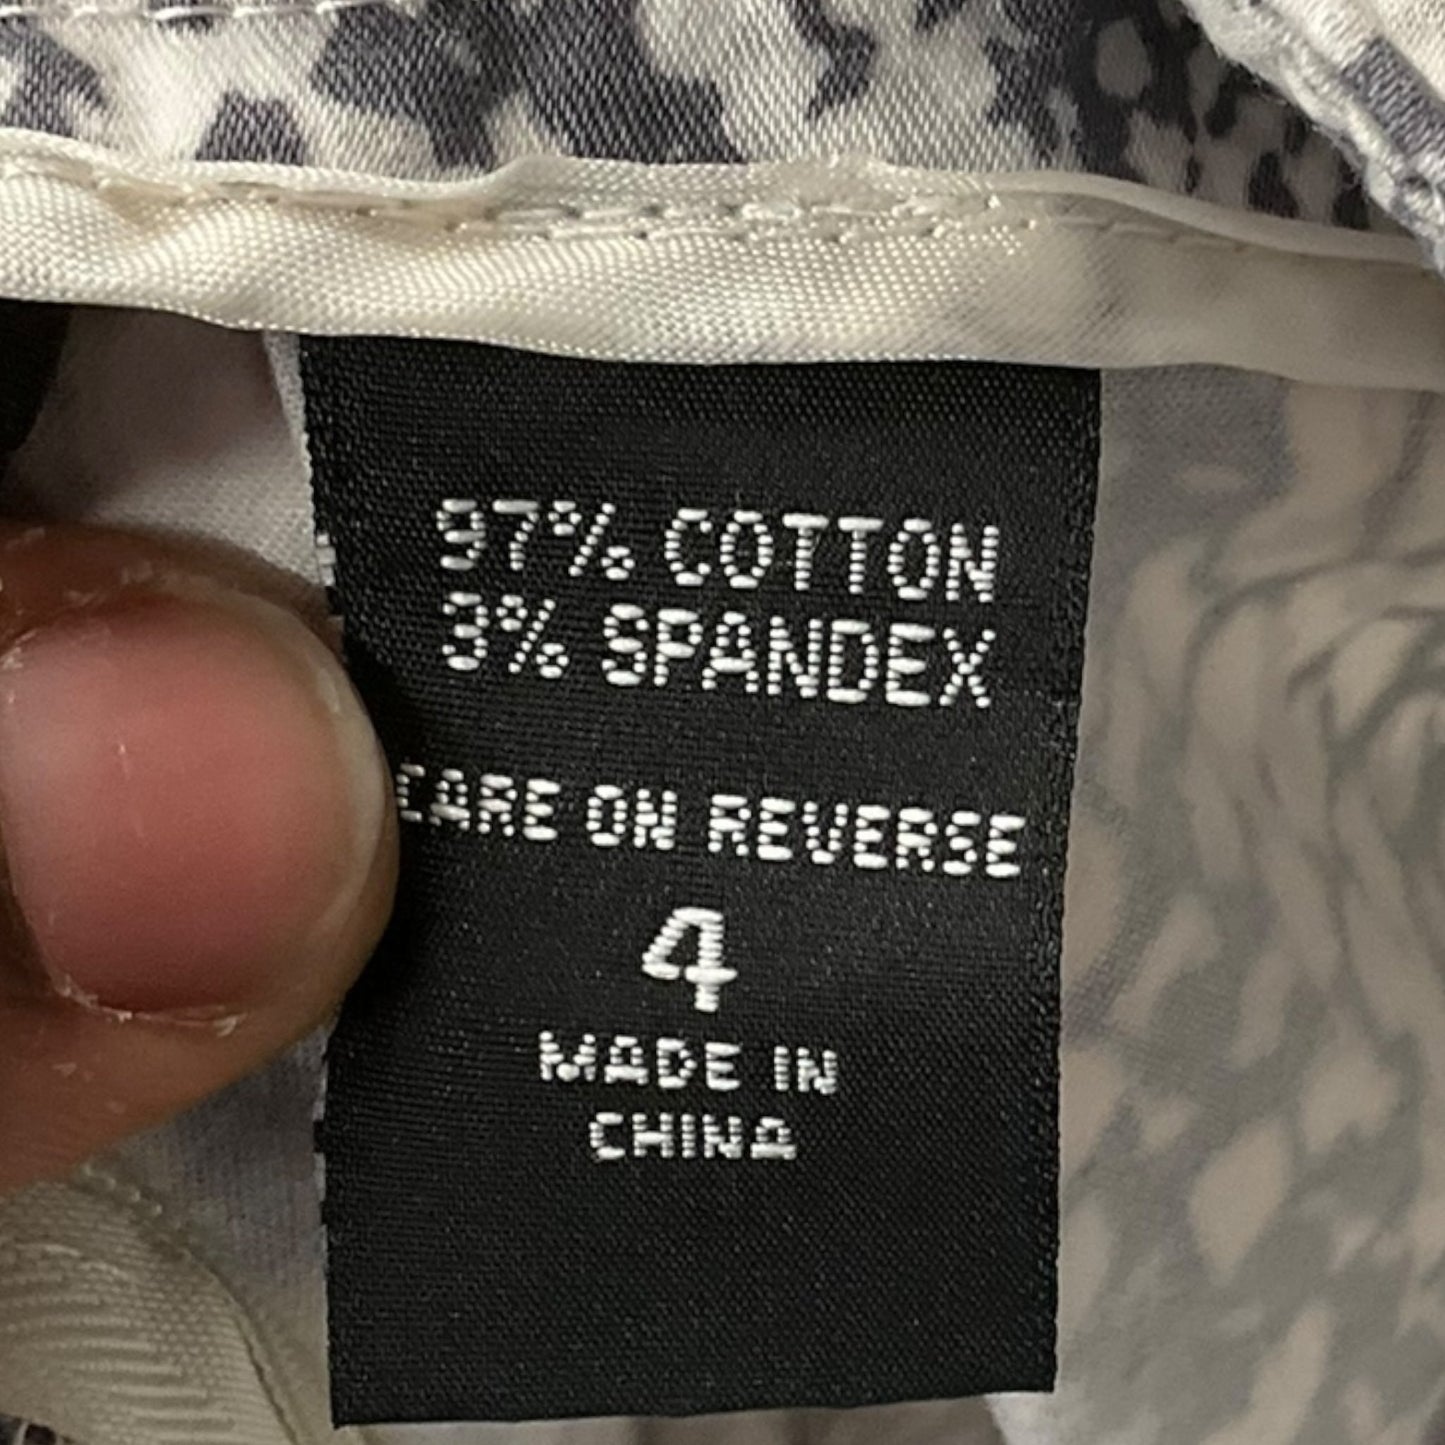 97% COTTON
3% SPANDEX
CARE ON REVERSE
4
MADE IN
CHINA